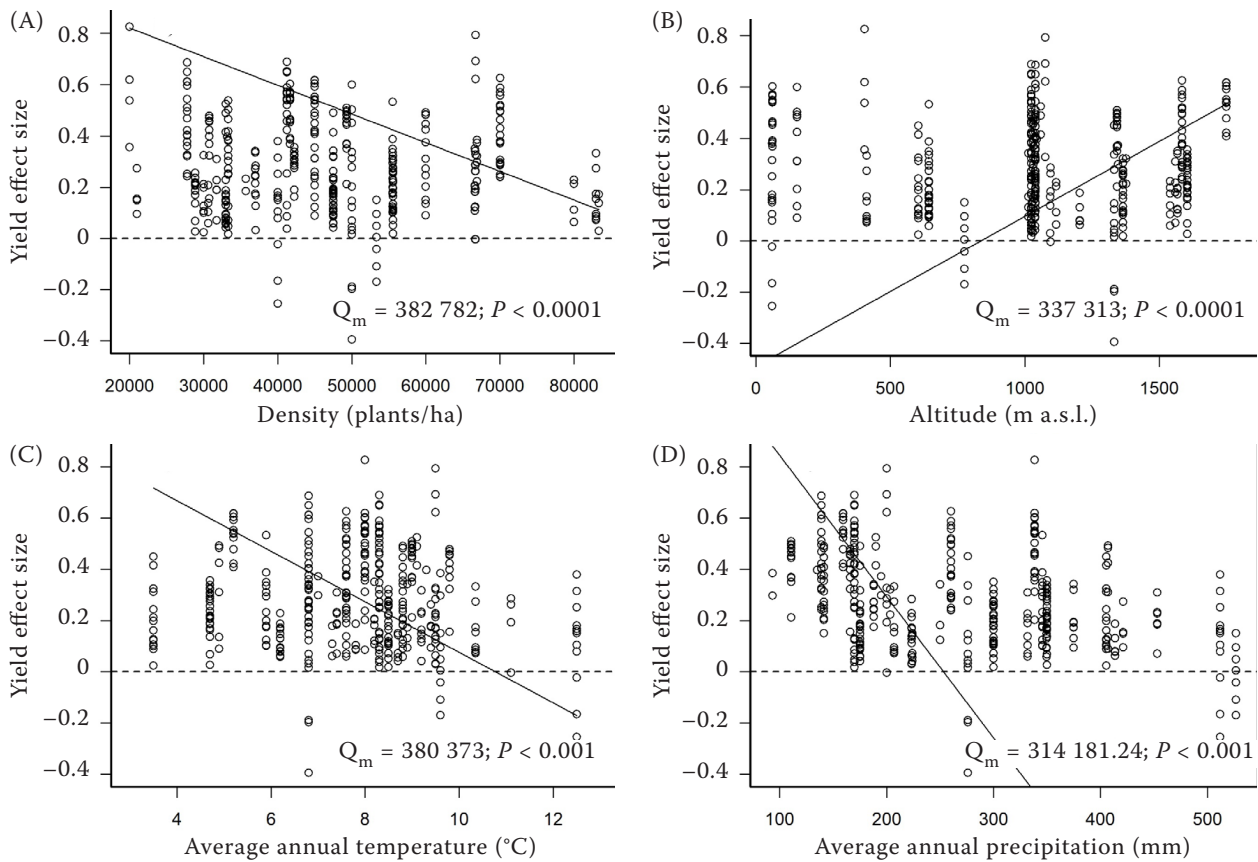 (A)
0.8
0.6
0.4
0.2
0
−0.2
−0.4
Yield effect size
Qm = 382 782; P < 0.0001
20000 30000 40000 50000 60000 70000 80000
Density (plants/ha)
(B)
0.8
0.6
0.4
0.2
0
−0.2
−0.4
Yield effect size
Qm = 337 313; P < 0.0001
0 500 1000 1500
Altitude (m a.s.l.)
(C)
0.8
0.6
0.4
0.2
0
−0.2
−0.4
Yield effect size
Qm = 380 373; P < 0.001
4 6 8 10 12
Average annual temperature (°C)
(D)
0.8
0.6
0.4
0.2
0
−0.2
−0.4
Yield effect size
Qm = 314 181.24; P < 0.001
100 200 300 400 500
Average annual precipitation (mm)